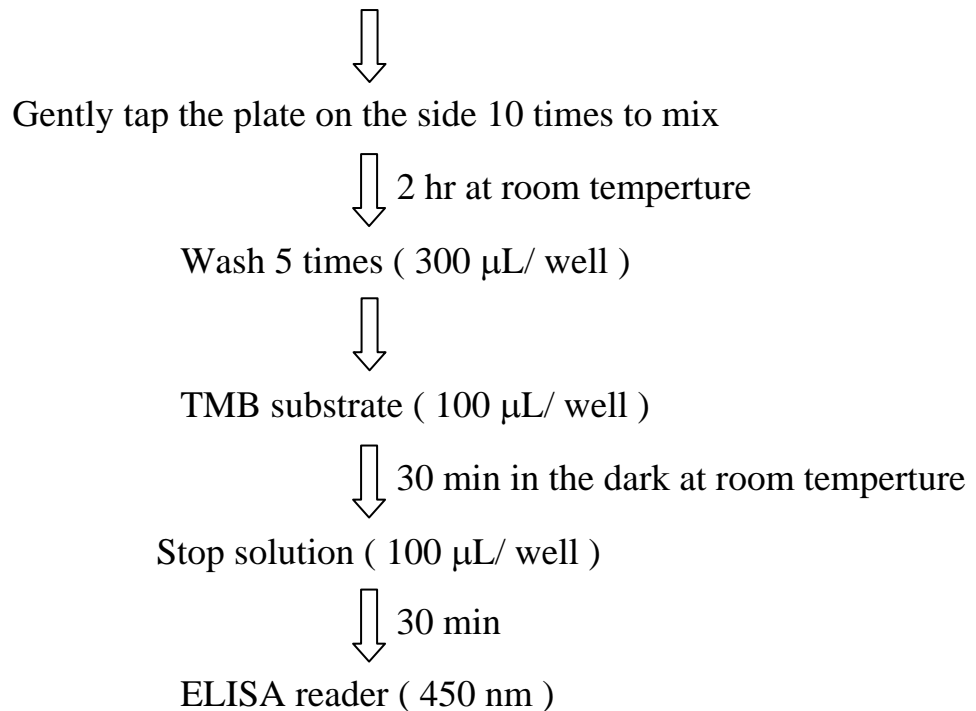 Gently tap the plate on the side 10 times to mix
2 hr at room temperture
Wash 5 times ( 300 μL/ well )
TMB substrate ( 100 μL/ well )
30 min in the dark at room temperture
Stop solution ( 100 μL/ well )
30 min
ELISA reader ( 450 nm )